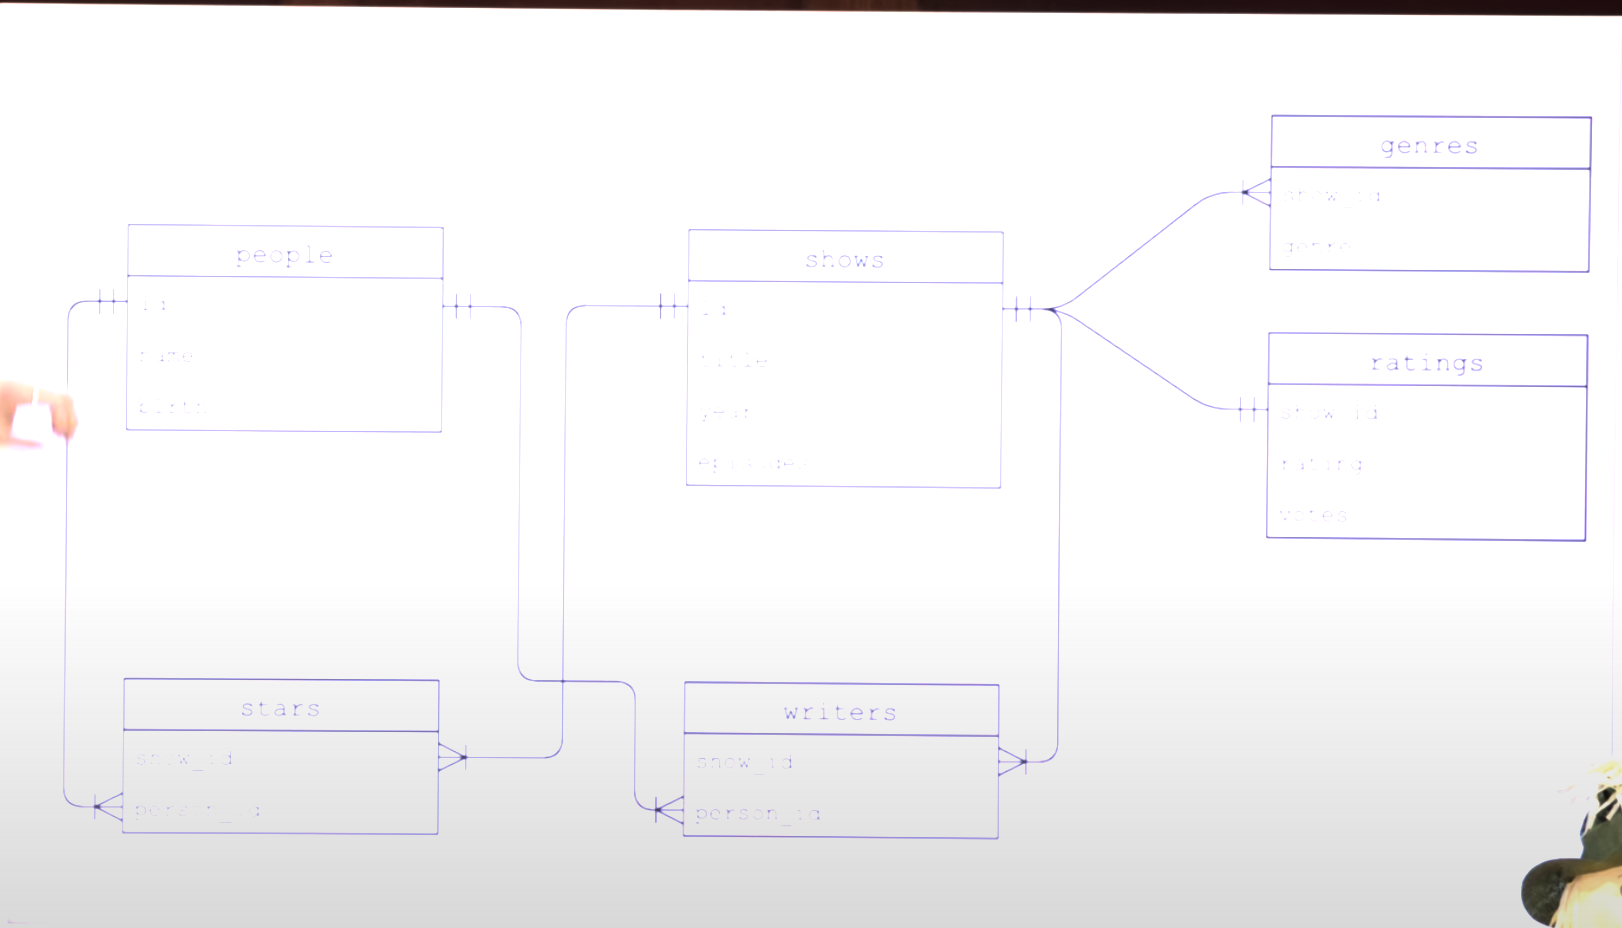 people
id
name
birth
shows
id
title
year
episodes
genres
show_id
genre
ratings
show_id
rating
votes
stars
show_id
person_id
writers
show_id
person_id